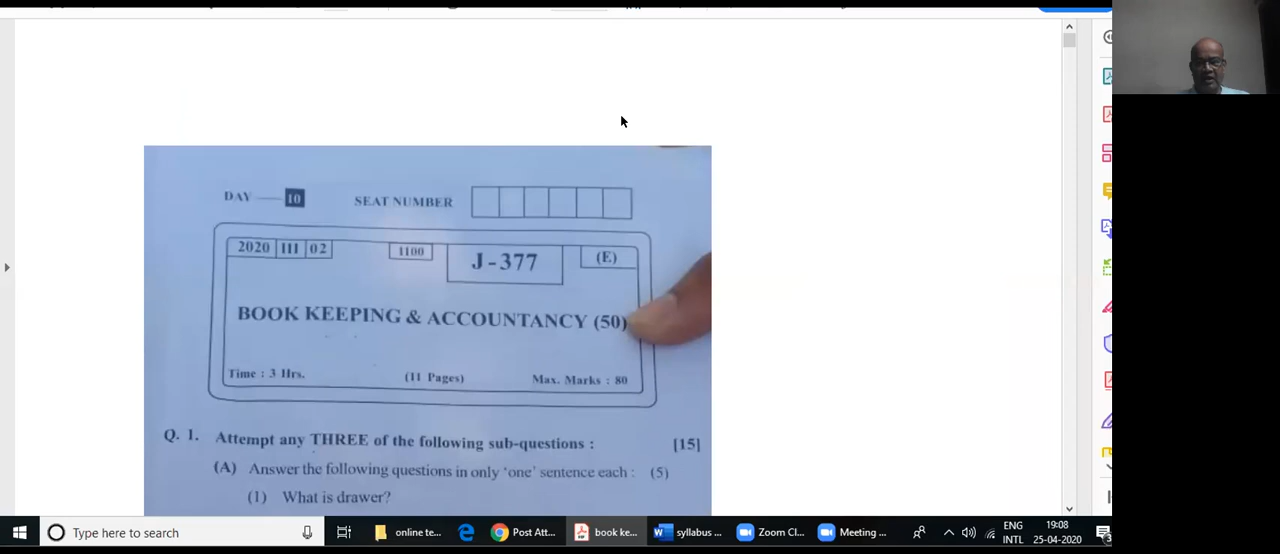 DAY — 10 SEAT NUMBER
2020 III 02 1100 J-377 (E)
BOOK KEEPING & ACCOUNTANCY (50)
Time : 3 Hrs. (11 Pages) Max. Marks : 80
Q. 1. Attempt any THREE of the following sub-questions : [15]
(A) Answer the following questions in only ‘one’ sentence each : (5)
(1) What is drawer?
Type here to search
online te...
Post Att...
book ke...
syllabus ...
Zoom Cl...
Meeting ...
ENG 19:08
INTL 25-04-2020
3